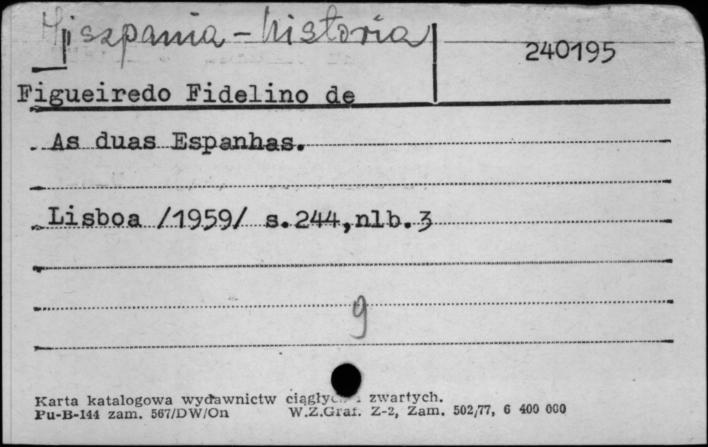 Hiszpania - historia
240195
Figueiredo Fidelino de
As duas Espanhas.
Lisboa /1959/ s.244,nlb.3
9
Karta katalogowa wydawnictw ciągłych i zwartych.
Pu-B-144 zam. 567/DW/On W.Z.Graf. Z-2, Zam. 502/77, 6 400 000